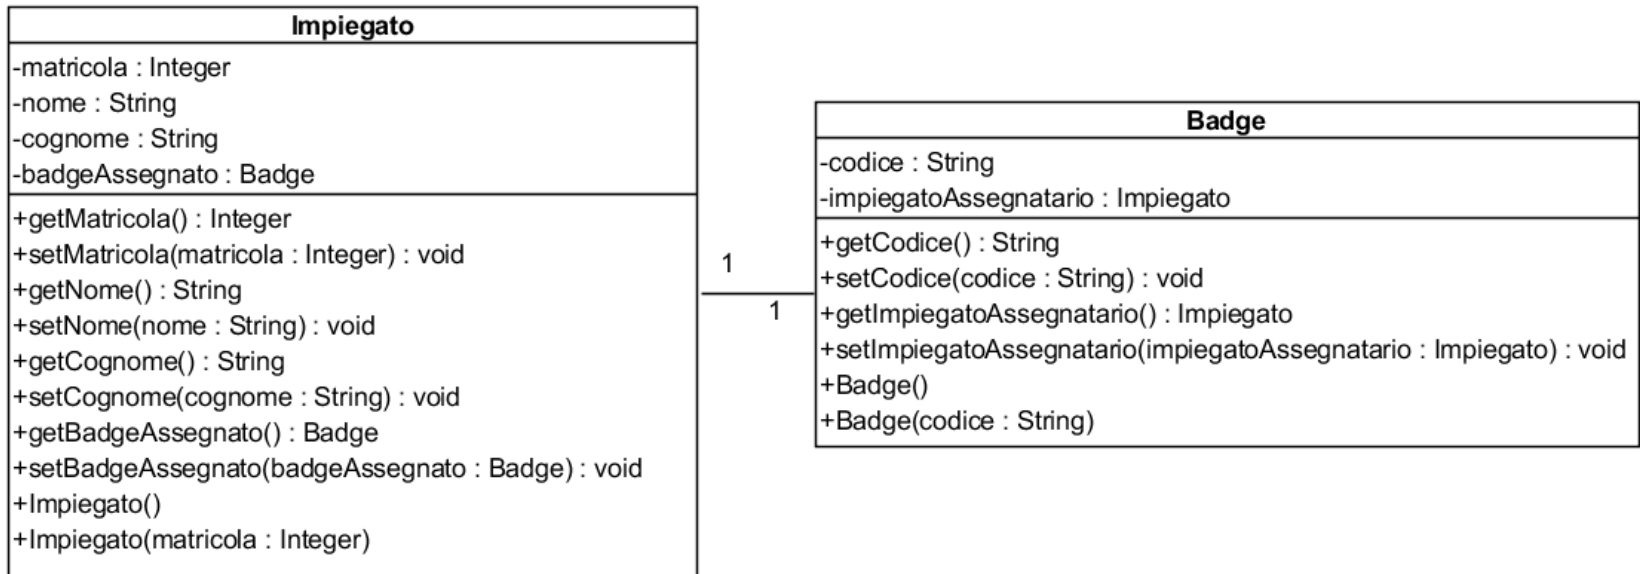 Impiegato
-matricola : Integer
-nome : String
-cognome : String
-badgeAssegnato : Badge
+getMatricola() : Integer
+setMatricola(matricola : Integer) : void
+getNome() : String
+setNome(nome : String) : void
+getCognome() : String
+setCognome(cognome : String) : void
+getBadgeAssegnato() : Badge
+setBadgeAssegnato(badgeAssegnato : Badge) : void
+Impiegato()
+Impiegato(matricola : Integer)
1
1
Badge
-codice : String
-impiegatoAssegnatario : Impiegato
+getCodice() : String
+setCodice(codice : String) : void
+getImpiegatoAssegnatario() : Impiegato
+setImpiegatoAssegnatario(impiegatoAssegnatario : Impiegato) : void
+Badge()
+Badge(codice : String)